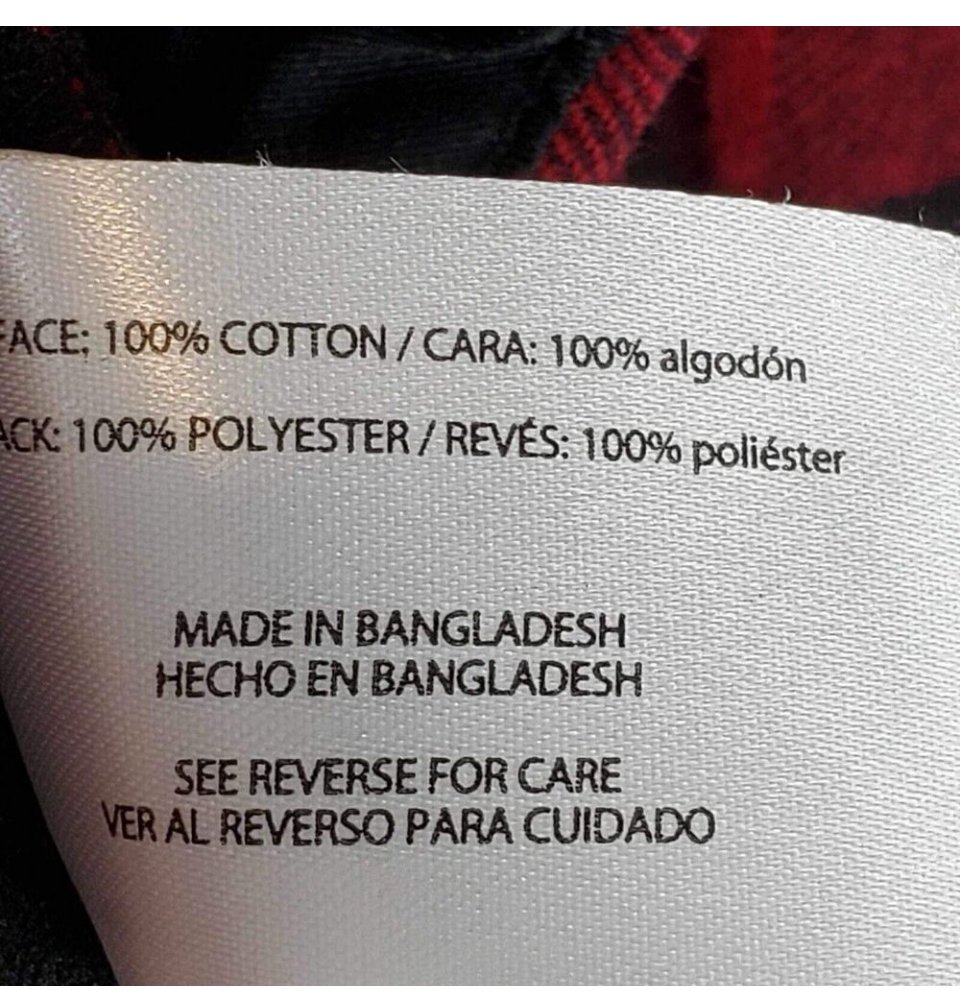 FACE: 100% COTTON / CARA: 100% algodón
ACK: 100% POLYESTER / REVÉS: 100% poliéster
MADE IN BANGLADESH
HECHO EN BANGLADESH
SEE REVERSE FOR CARE
VER AL REVERSO PARA CUIDADO